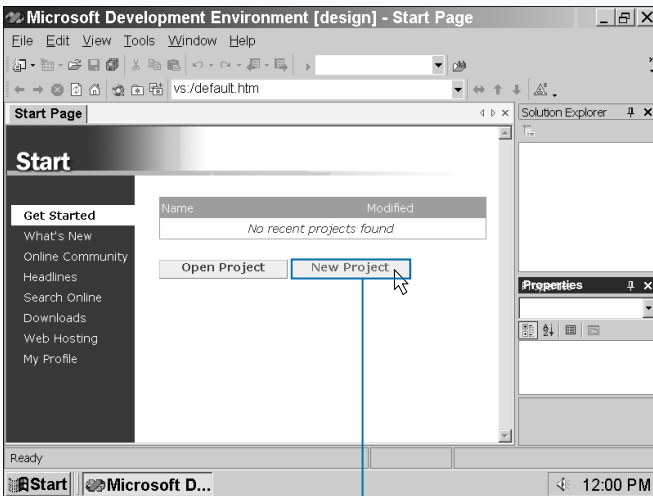 Microsoft Development Environment [design] - Start Page
File Edit View Tools Window Help
vs:/default.htm
Start Page
Solution Explorer
Start
Get Started
What's New
Online Community
Headlines
Search Online
Downloads
Web Hosting
My Profile
Name Modified
No recent projects found
Open Project New Project
Properties
Ready
Start Microsoft D... 12:00 PM